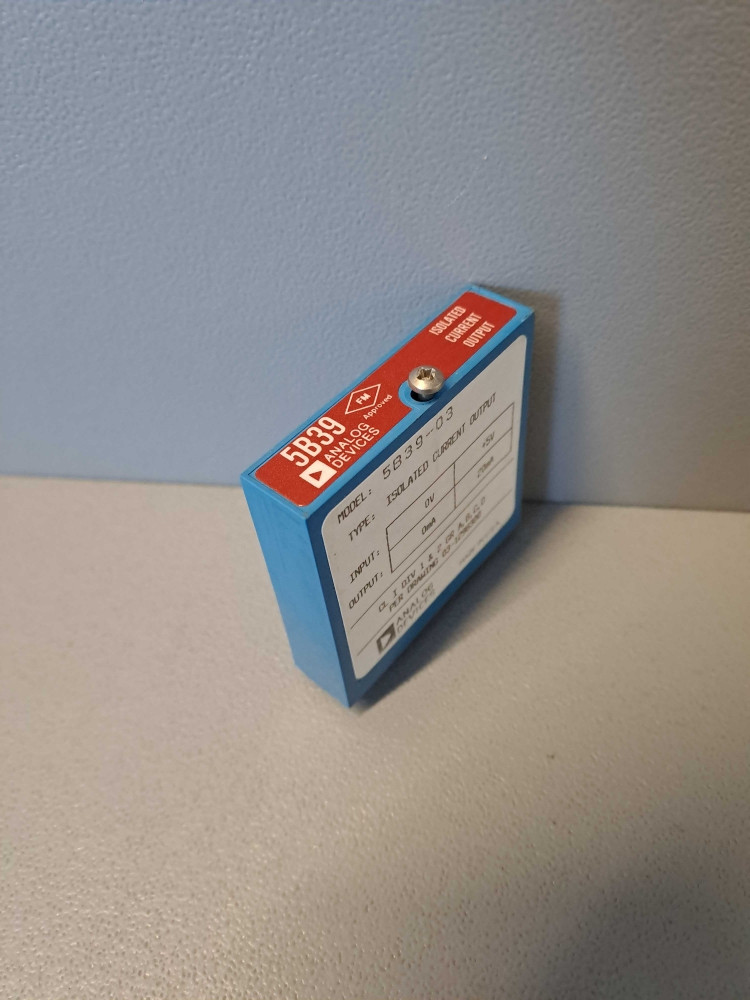 5B39
ANALOG
DEVICES
FM
Approved
ISOLATED
CURRENT
OUTPUT
MODEL: 5B39-03
TYPE: ISOLATED CURRENT OUTPUT
INPUT: 0V +5V
OUTPUT: 0mA 20mA
CL I DIV 1 & 2 GR A,B,C,D
PER DRAWING
ANALOG
DEVICES